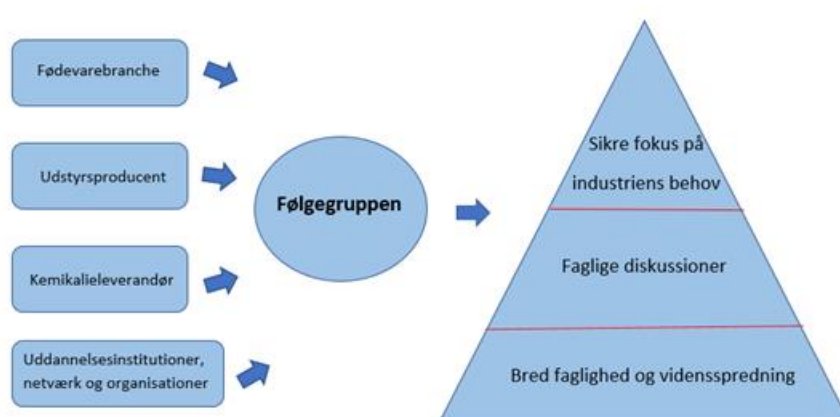 Fødevarebranche
Udstyrsproducent
Kemikalieleverandør
Uddannelsesinstitutioner,
netværk og organisationer
Følgegruppen
Sikre fokus på
industriens behov
Faglige diskussioner
Bred faglighed og vidensspredning